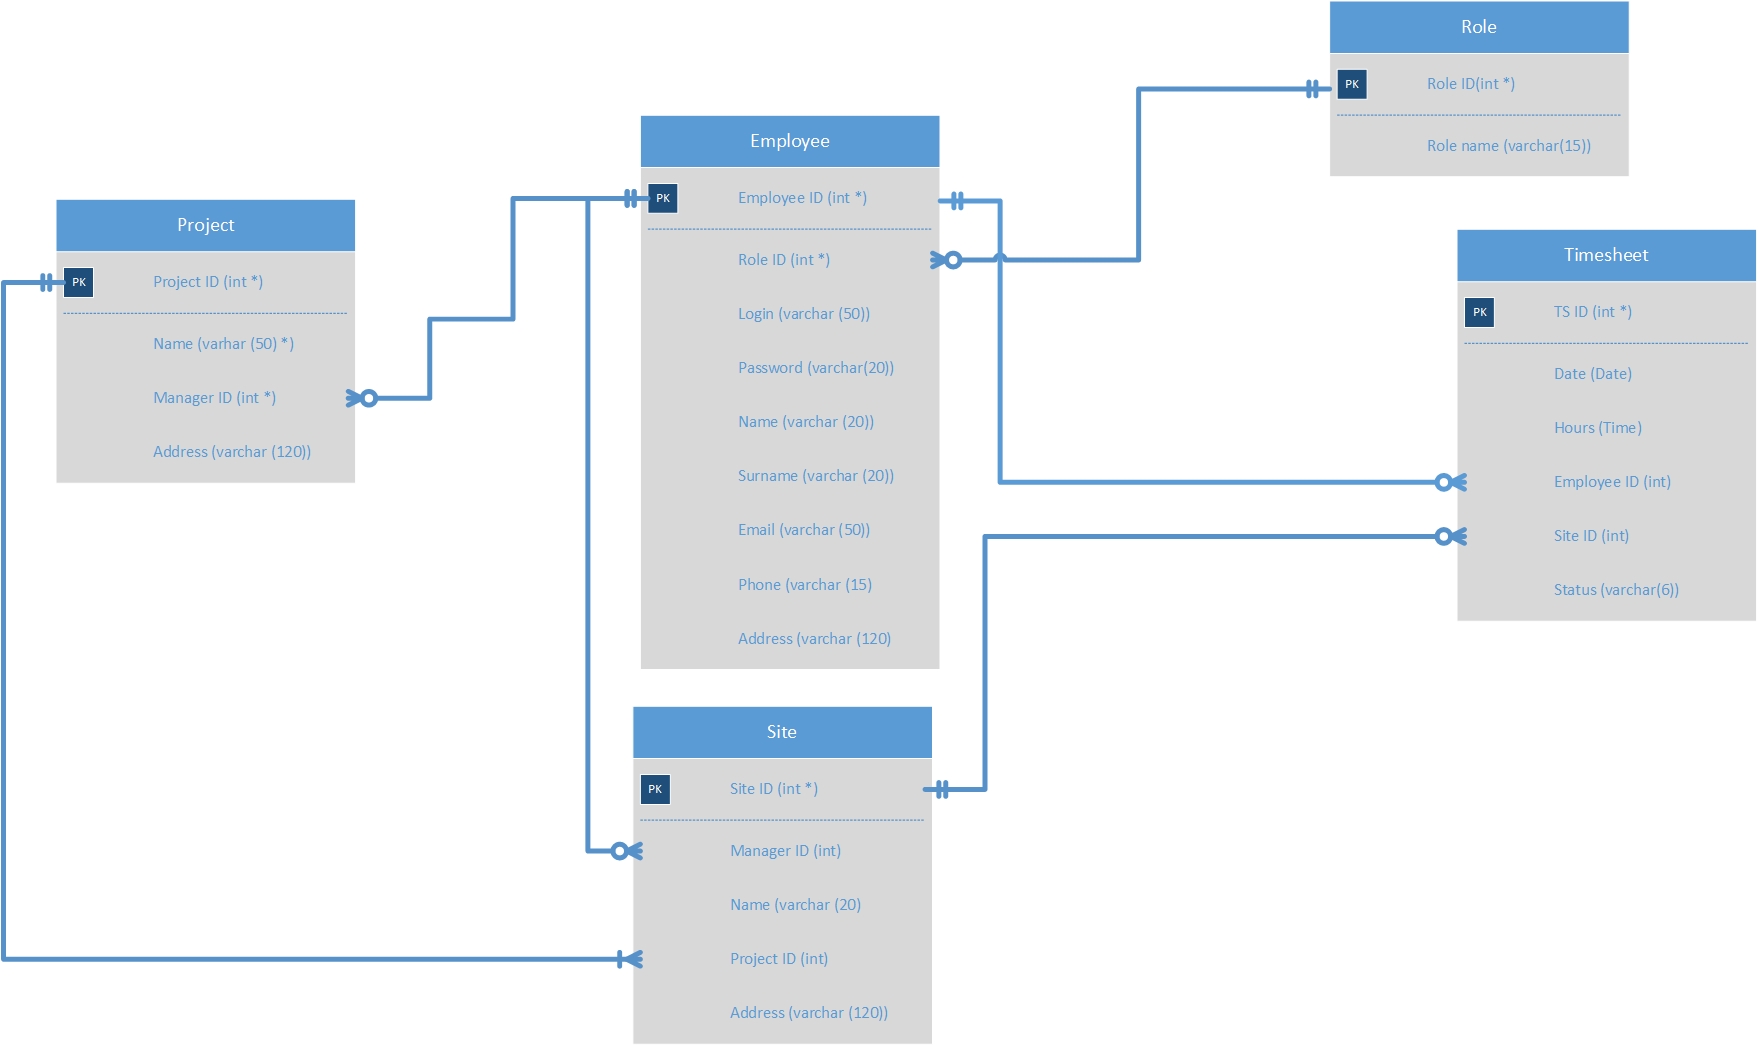 Role
PK Role ID(int *)
Role name (varchar(15))
Employee
PK Employee ID (int *)
Role ID (int *)
Login (varchar (50))
Password (varchar(20))
Name (varchar (20))
Surname (varchar (20))
Email (varchar (50))
Phone (varchar (15)
Address (varchar (120)
Project
PK Project ID (int *)
Name (varhar (50) *)
Manager ID (int *)
Address (varchar (120))
Timesheet
PK TS ID (int *)
Date (Date)
Hours (Time)
Employee ID (int)
Site ID (int)
Status (varchar(6))
Site
PK Site ID (int *)
Manager ID (int)
Name (varchar (20)
Project ID (int)
Address (varchar (120))